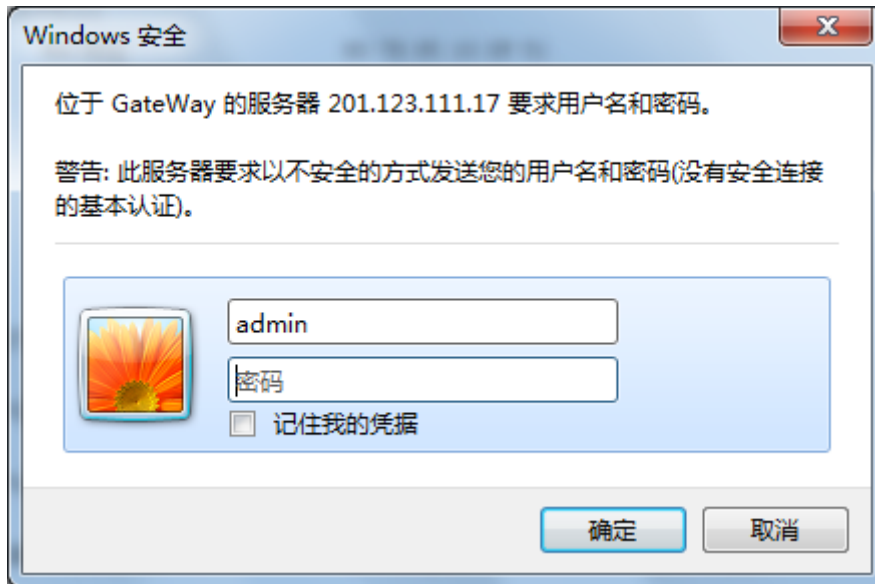 Windows 安全
位于 GateWay 的服务器 201.123.111.17 要求用户名和密码。
警告: 此服务器要求以不安全的方式发送您的用户名和密码(没有安全连接
的基本认证)。
admin
密码
记住我的凭据
确定
取消